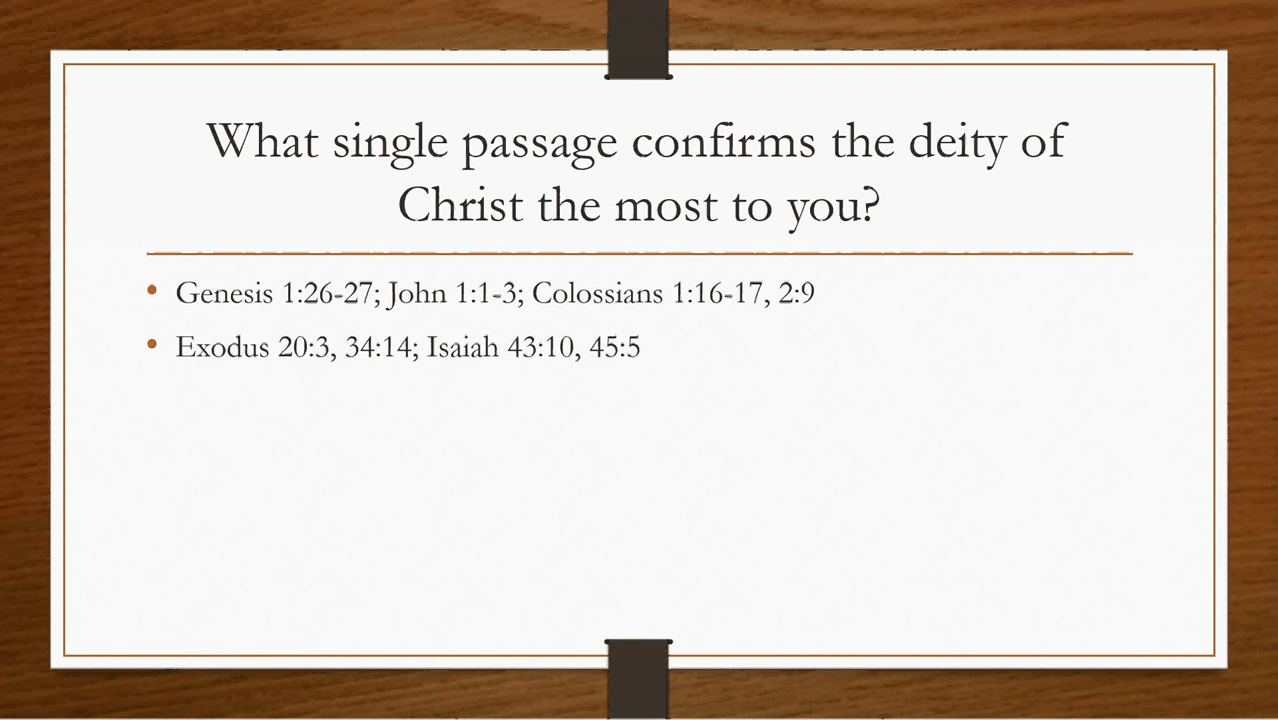 What single passage confirms the deity of
Christ the most to you?
• Genesis 1:26-27; John 1:1-3; Colossians 1:16-17, 2:9
• Exodus 20:3, 34:14; Isaiah 43:10, 45:5